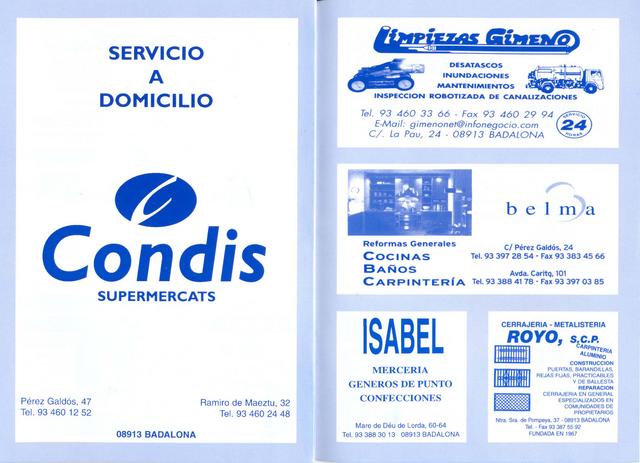 SERVICIO
A
DOMICILIO
Condis
SUPERMERCATS
Pérez Galdós, 47
Tel. 93 460 12 52
Ramiro de Maeztu, 32
Tel. 93 460 24 48
08913 BADALONA
LIMPIEZAS GIMENO
DESATASCOS
INUNDACIONES
MANTENIMIENTOS
INSPECCION ROBOTIZADA DE CANALIZACIONES
Tel. 93 460 33 66 - Fax 93 460 29 94
E-Mail: gimenonet@infonegocio.com
C/. La Pau, 24 - 08913 BADALONA
SERVICIO
24
HORAS
belma
Reformas Generales
COCINAS
BAÑOS
CARPINTERÍA
C/ Pérez Galdós, 24
Tel. 93 397 28 54 - Fax 93 383 45 66
Avda. Caritg, 101
Tel. 93 388 41 78 - Fax 93 397 03 85
ISABEL
MERCERIA
GENEROS DE PUNTO
CONFECCIONES
Mare de Déu de Lorda, 60-64
Tel. 93 388 30 13 · 08913 BADALONA
CERRAJERIA - METALISTERIA
ROYO, S.C.P.
CARPINTERIA
ALUMINIO
CONSTRUCCION
PUERTAS, BARANDILLAS,
REJAS FIJAS, PRACTICABLES
Y DE BALLESTA
REPARACION
CERRAJERIA EN GENERAL
ESPECIALIZADOS EN
COMUNIDADES DE
PROPIETARIOS
Ntra. Sra. de Pompeya, 37 - 08913 BADALONA
Tel. - Fax 93 387 55 92
FUNDADA EN 1967